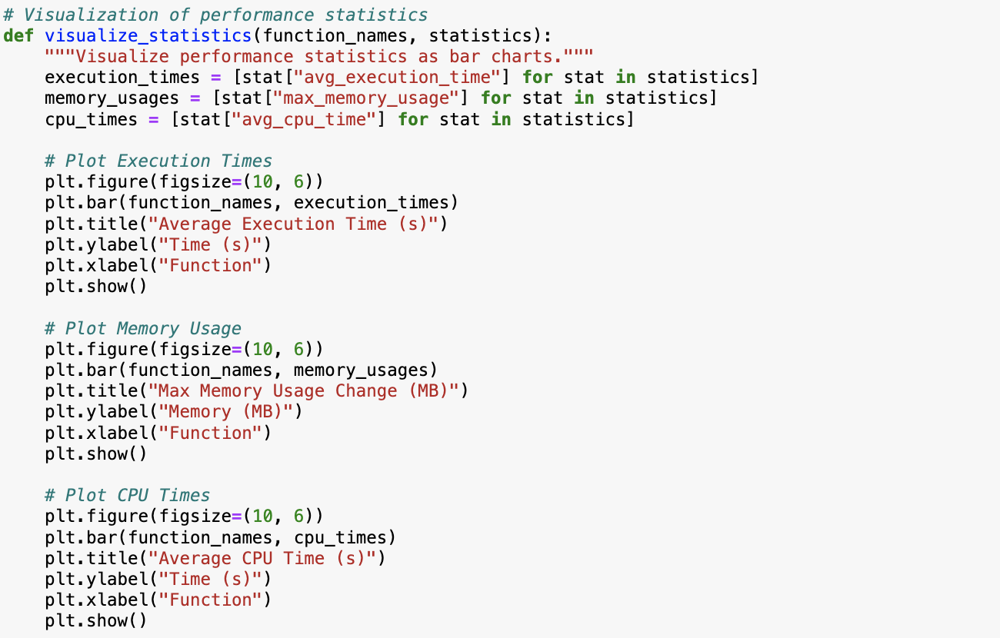 # Visualization of performance statistics
def visualize_statistics(function_names, statistics):
    """Visualize performance statistics as bar charts."""
    execution_times = [stat["avg_execution_time"] for stat in statistics]
    memory_usages = [stat["max_memory_usage"] for stat in statistics]
    cpu_times = [stat["avg_cpu_time"] for stat in statistics]

    # Plot Execution Times
    plt.figure(figsize=(10, 6))
    plt.bar(function_names, execution_times)
    plt.title("Average Execution Time (s)")
    plt.ylabel("Time (s)")
    plt.xlabel("Function")
    plt.show()

    # Plot Memory Usage
    plt.figure(figsize=(10, 6))
    plt.bar(function_names, memory_usages)
    plt.title("Max Memory Usage Change (MB)")
    plt.ylabel("Memory (MB)")
    plt.xlabel("Function")
    plt.show()

    # Plot CPU Times
    plt.figure(figsize=(10, 6))
    plt.bar(function_names, cpu_times)
    plt.title("Average CPU Time (s)")
    plt.ylabel("Time (s)")
    plt.xlabel("Function")
    plt.show()